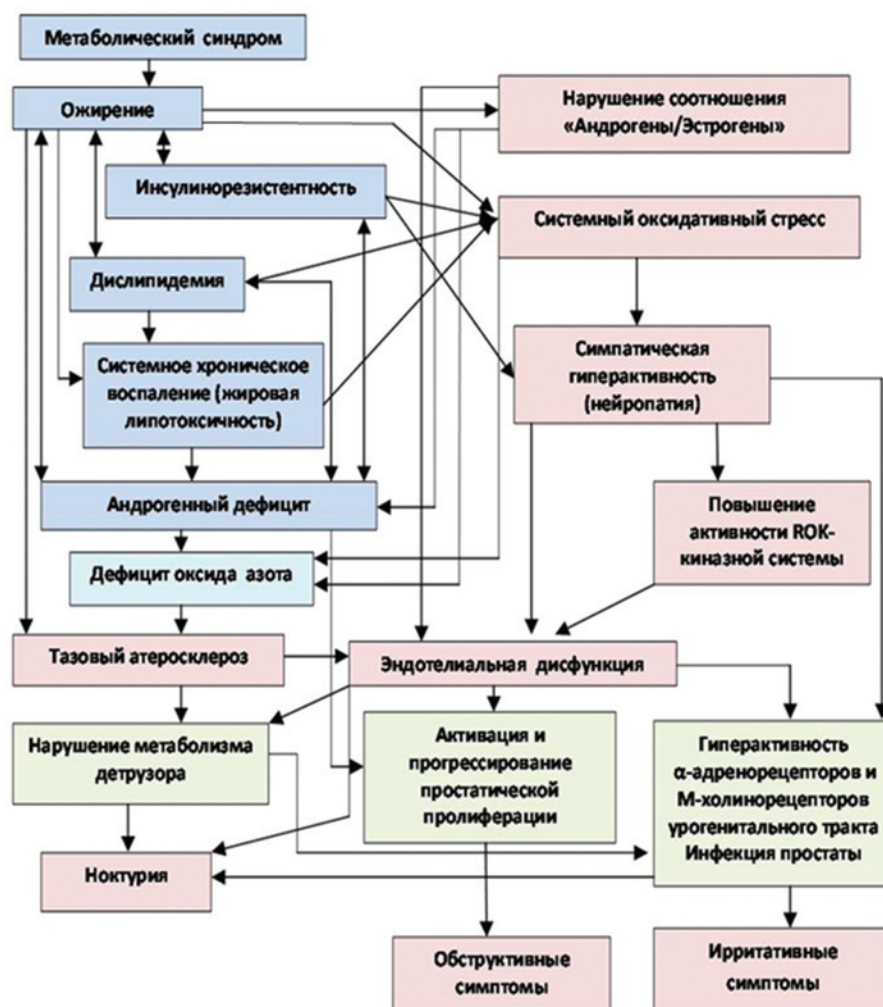 Метаболический синдром
Ожирение
Нарушение соотношения
«Андрогены/Эстрогены»
Инсулинорезистентность
Системный оксидативный стресс
Дислипидемия
Системное хроническое
воспаление (жировая
липотоксичность)
Симпатическая
гиперактивность
(нейропатия)
Андрогенный дефицит
Повышение
активности ROK-
киназной системы
Дефицит оксида азота
Тазовый атеросклероз
Эндотелиальная дисфункция
Нарушение метаболизма
детрузора
Активация и
прогрессирование
простатической
пролиферации
Гиперактивность
α-адренорецепторов и
М-холинорецепторов
урогенитального тракта
Инфекция простаты
Ноктурия
Обструктивные
симптомы
Ирритативные
симптомы